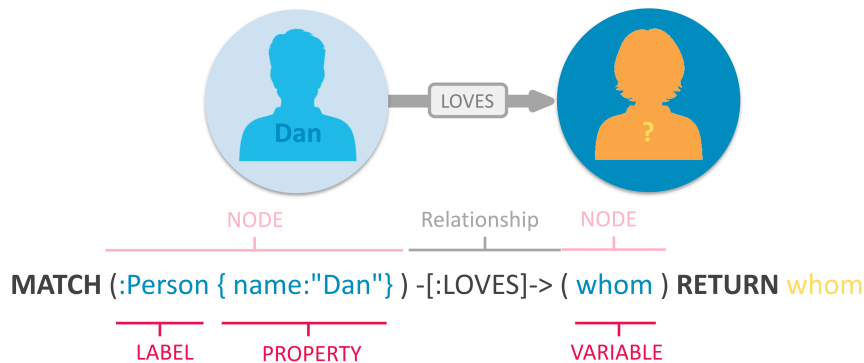 LOVES
Dan
?
NODE Relationship NODE
MATCH (:Person { name:"Dan"} ) -[:LOVES]-> ( whom ) RETURN whom
LABEL PROPERTY VARIABLE